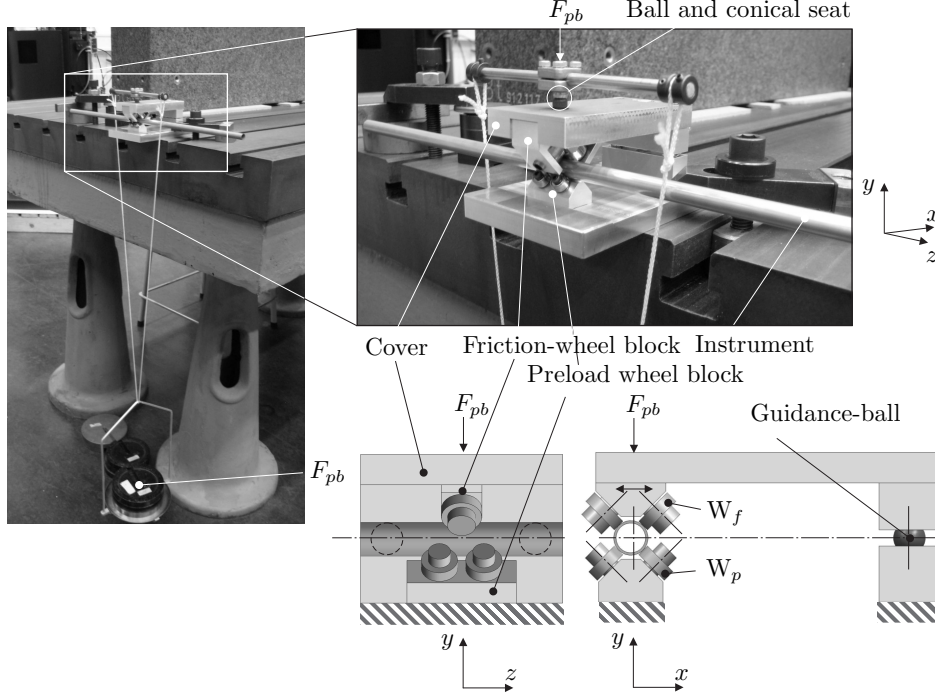 F_pb
Ball and conical seat
y
x
z
Cover
Friction-wheel block
Instrument
Preload wheel block
F_pb
F_pb
F_pb
Guidance-ball
W_f
W_p
y
z
y
x